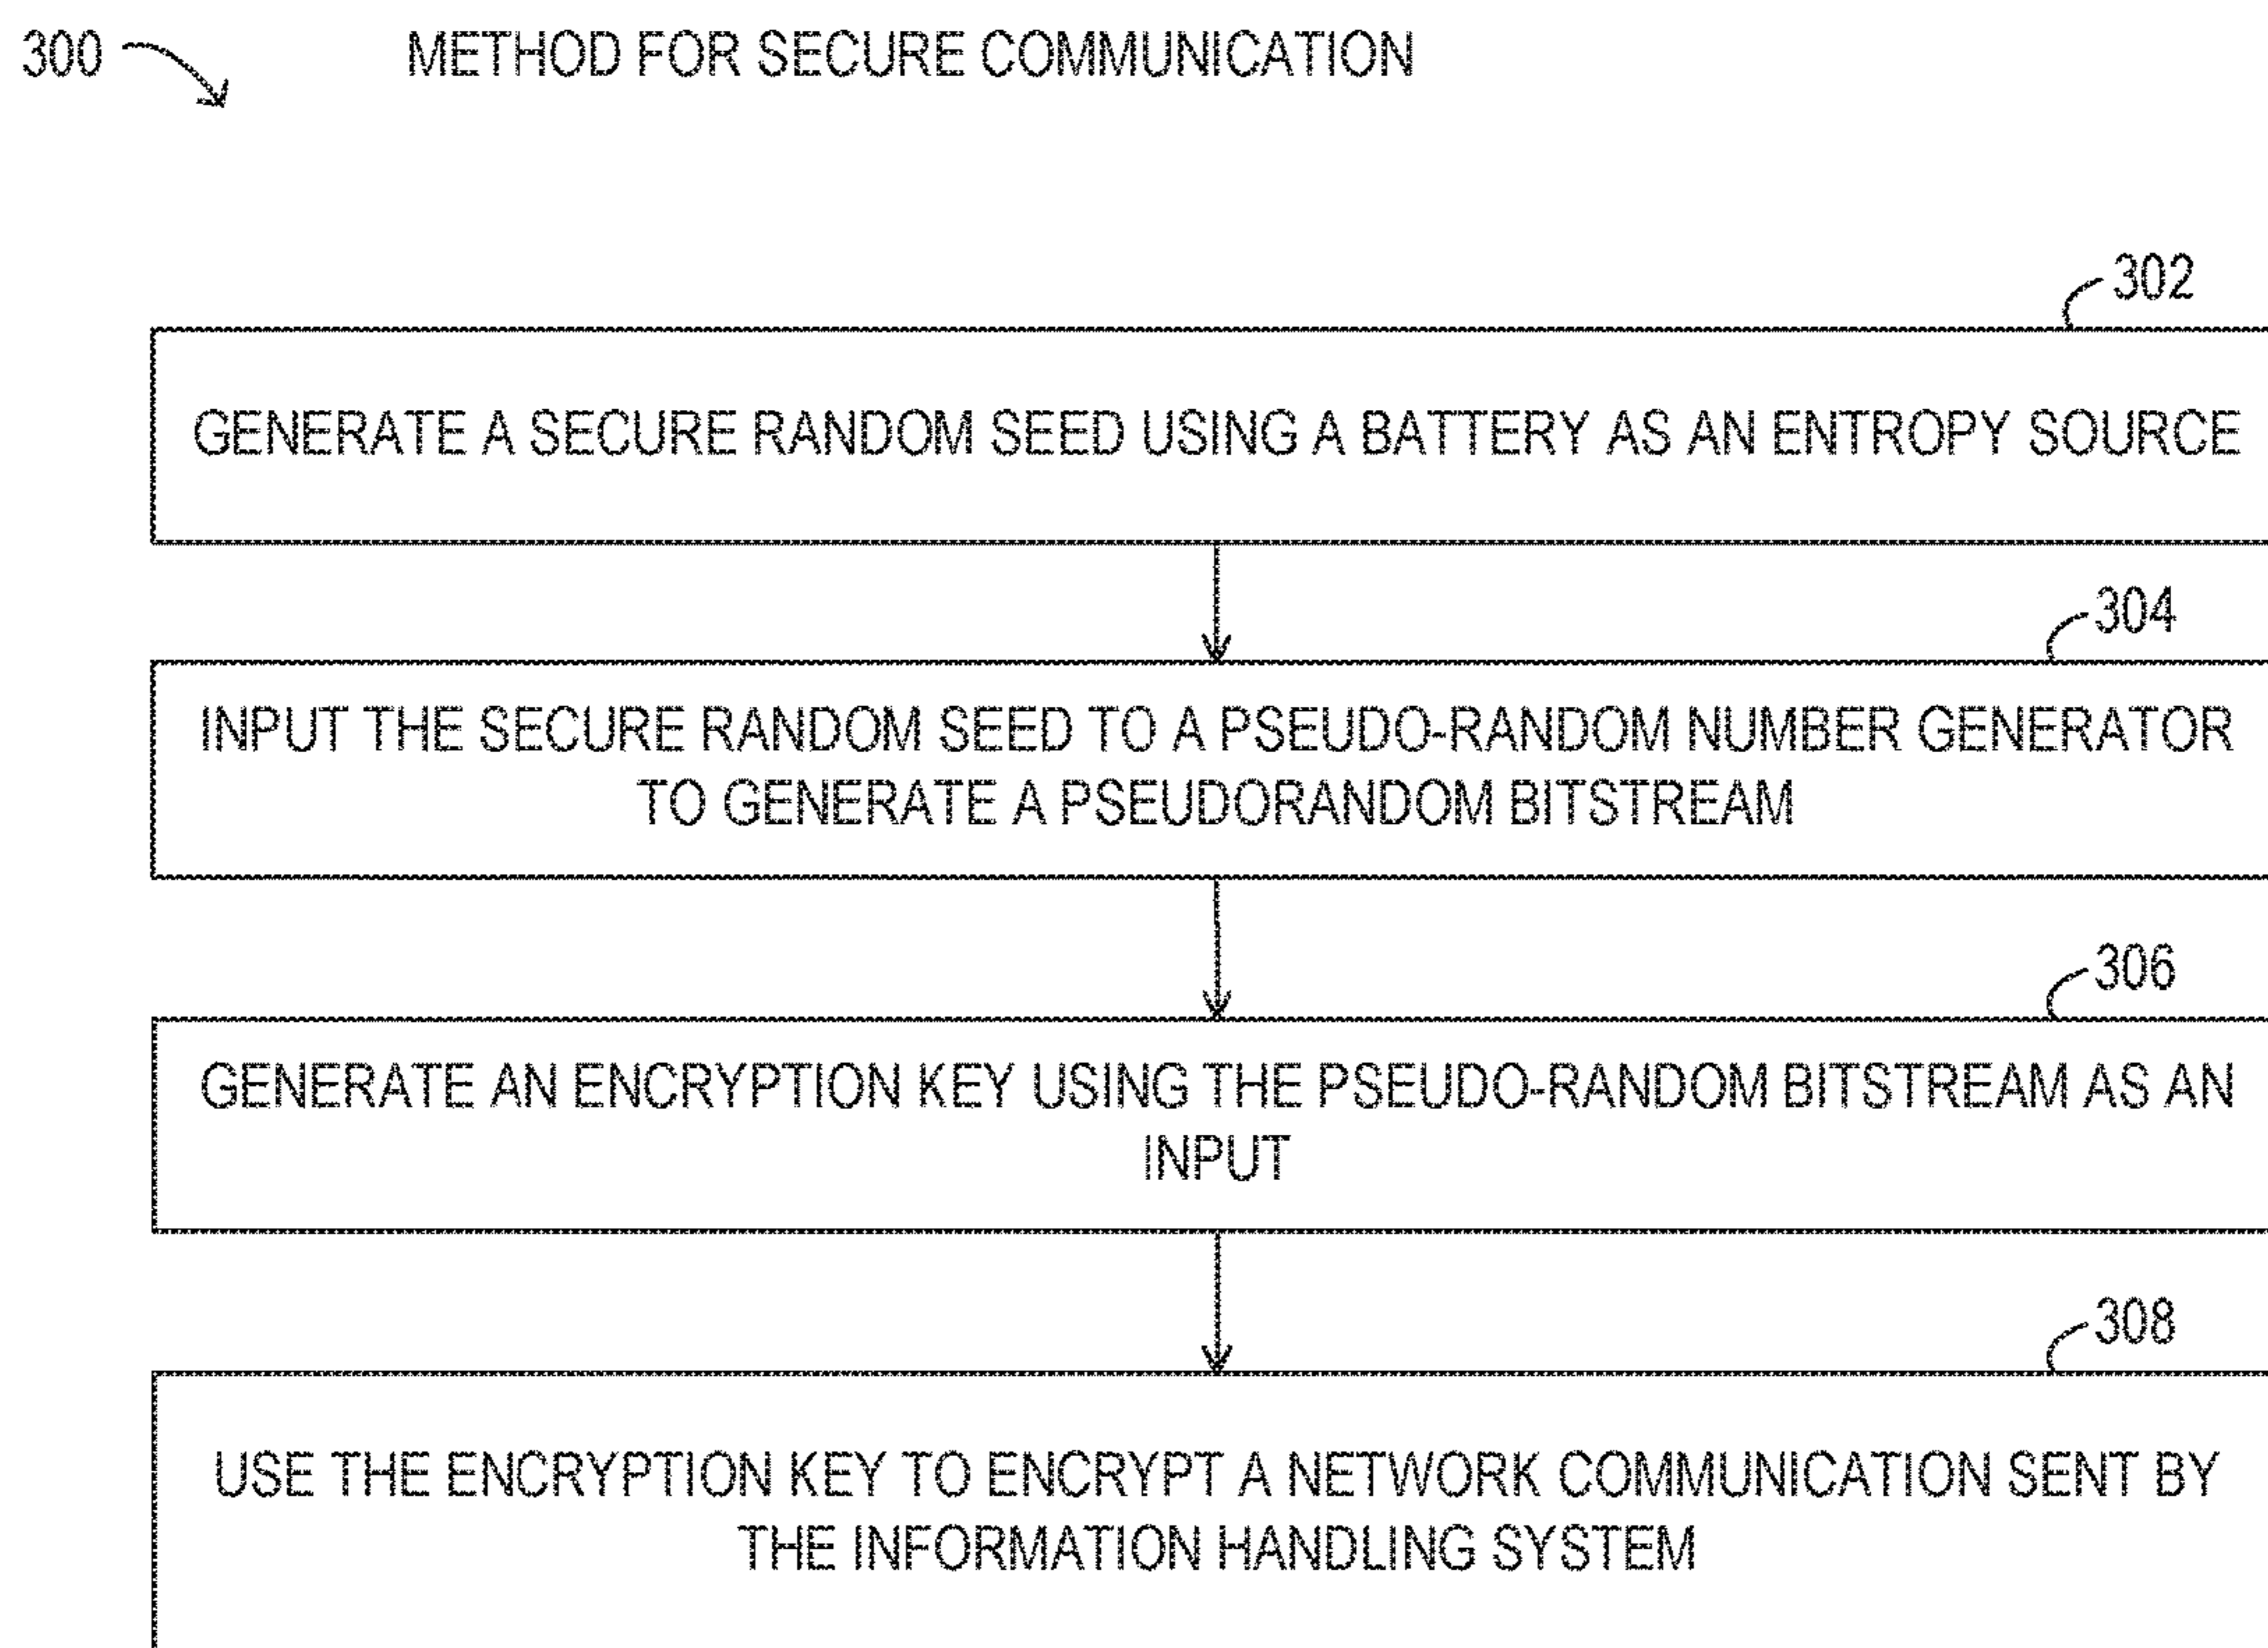 300
METHOD FOR SECURE COMMUNICATION
302
GENERATE A SECURE RANDOM SEED USING A BATTERY AS AN ENTROPY SOURCE
304
INPUT THE SECURE RANDOM SEED TO A PSEUDO-RANDOM NUMBER GENERATOR
TO GENERATE A PSEUDORANDOM BITSTREAM
306
GENERATE AN ENCRYPTION KEY USING THE PSEUDO-RANDOM BITSTREAM AS AN
INPUT
308
USE THE ENCRYPTION KEY TO ENCRYPT A NETWORK COMMUNICATION SENT BY
THE INFORMATION HANDLING SYSTEM